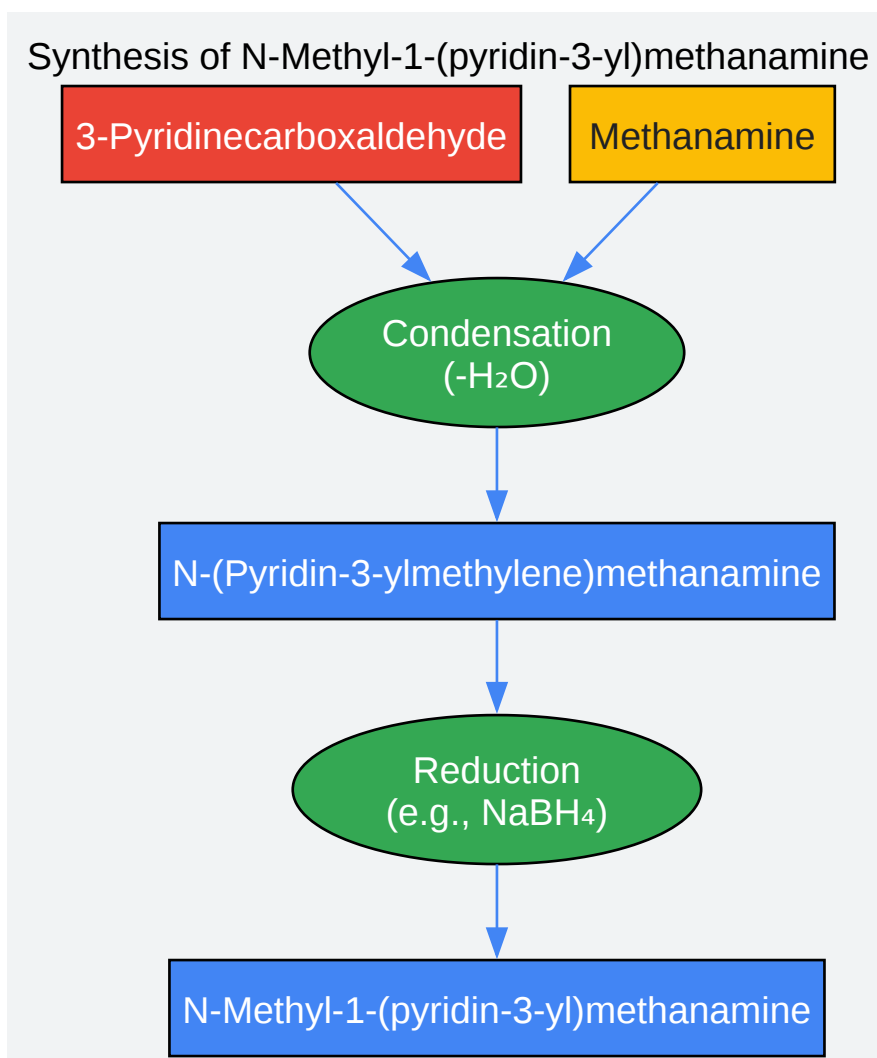 Synthesis of N-Methyl-1-(pyridin-3-yl)methanamine
3-Pyridinecarboxaldehyde
Methanamine
Condensation
(-H₂O)
N-(Pyridin-3-ylmethylene)methanamine
Reduction
(e.g., NaBH₄)
N-Methyl-1-(pyridin-3-yl)methanamine